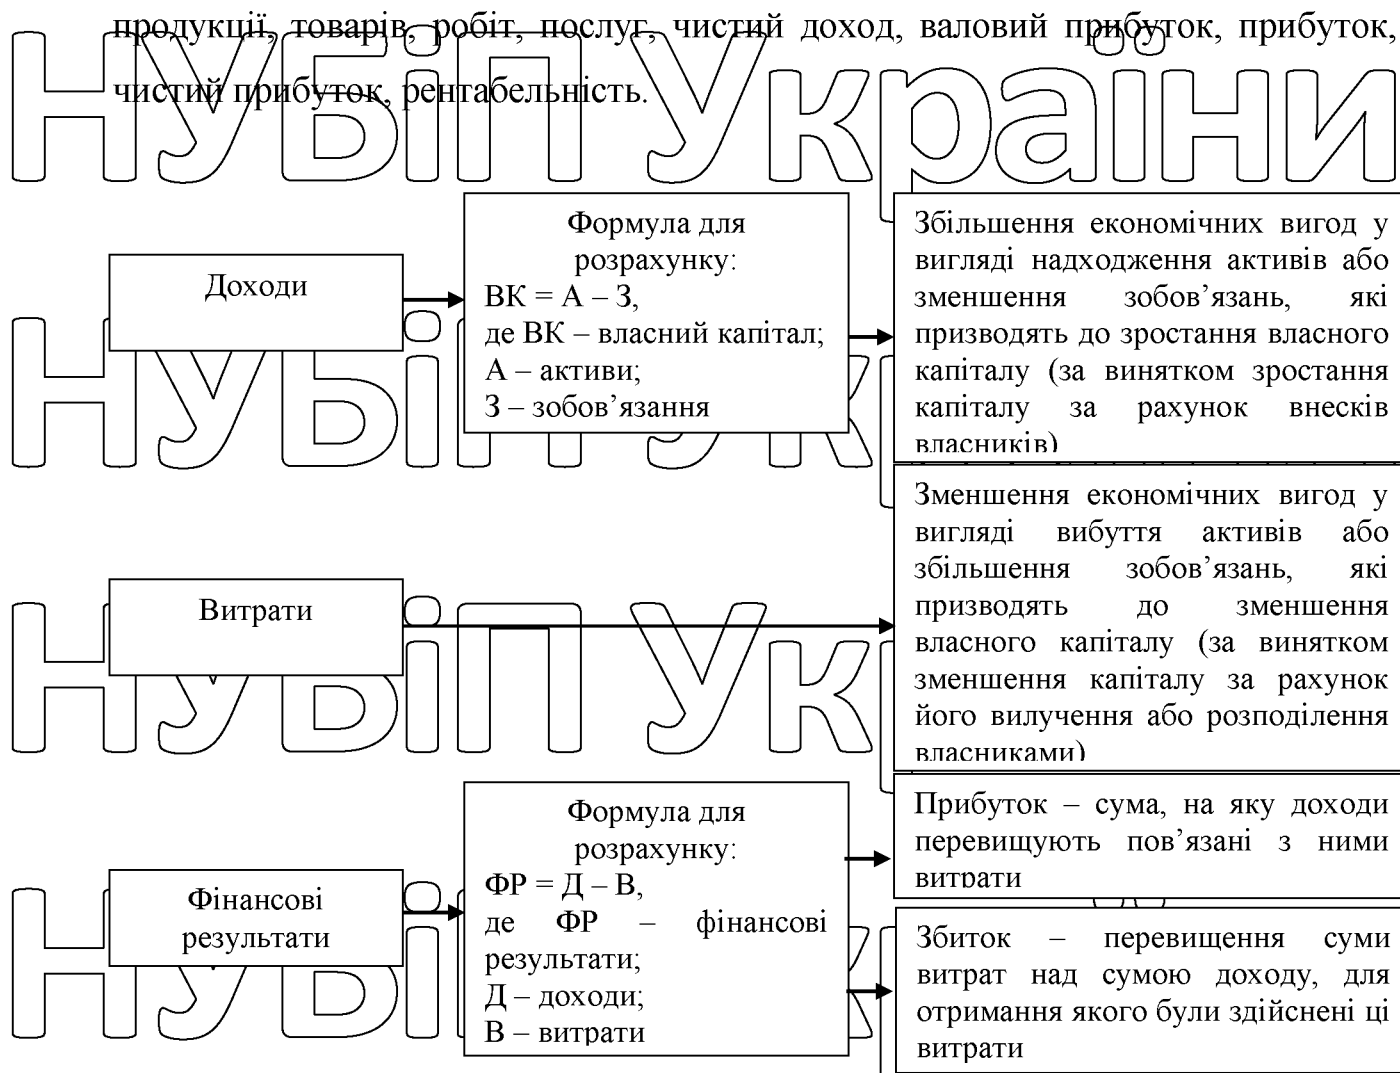 продукції, товарів, робіт, послуг, чистий доход, валовий прибуток, прибуток,
чистий прибуток, рентабельність.
НУБіП України
Доходи
Формула для
розрахунку:
ВК = А – З,
де ВК – власний капітал;
А – активи;
З – зобов’язання
Збільшення економічних вигод у
вигляді надходження активів або
зменшення зобов’язань, які
призводять до зростання власного
капіталу (за винятком зростання
капіталу за рахунок внесків
власників)
НУБіП Ук
Витрати
Зменшення економічних вигод у
вигляді вибуття активів або
збільшення зобов’язань, які
призводять до зменшення
власного капіталу (за винятком
зменшення капіталу за рахунок
його вилучення або розподілення
власниками)
НУБіП Ук
Фінансові
результати
Формула для
розрахунку:
ФР = Д – В,
де ФР – фінансові
результати;
Д – доходи;
В – витрати
Прибуток – сума, на яку доходи
перевищують пов’язані з ними
витрати
Збиток – перевищення суми
витрат над сумою доходу, для
отримання якого були здійснені ці
витрати